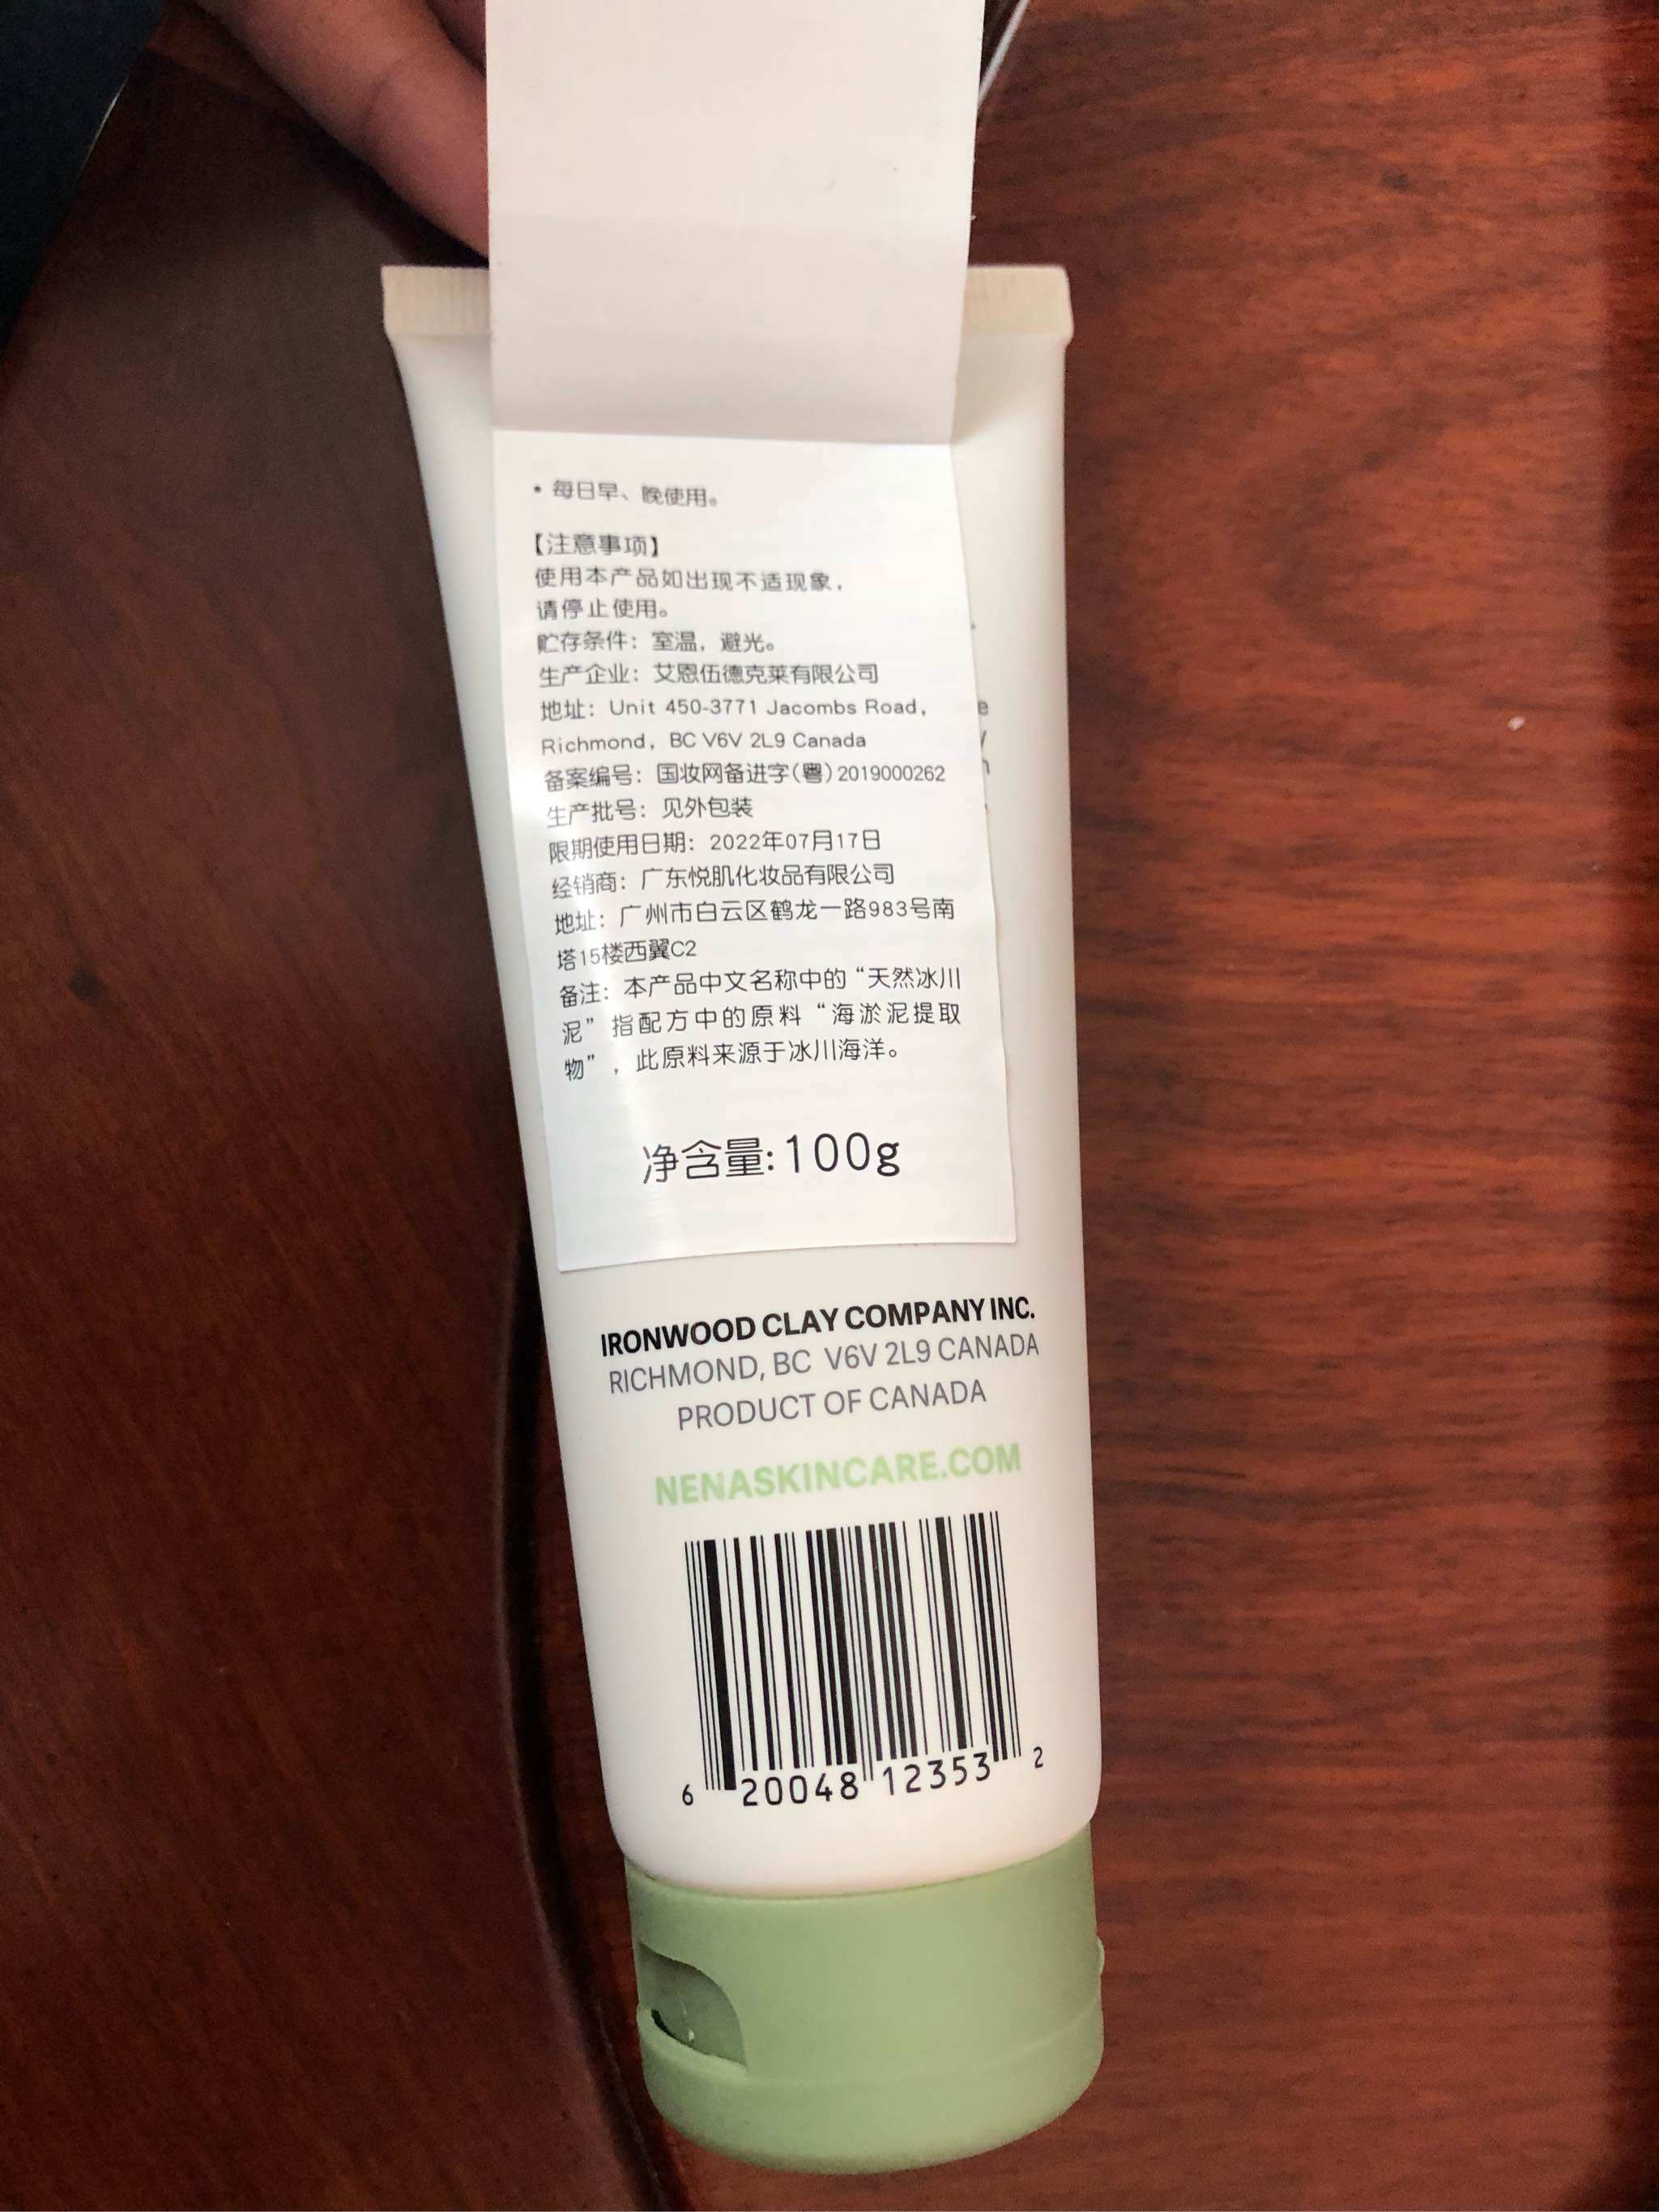 • 每日早、晚使用。
【注意事项】
使用本产品如出现不适现象，
请停止使用。
贮存条件：室温，避光。
生产企业：艾恩伍德克莱有限公司
地址：Unit 450-3771 Jacombs Road，
Richmond，BC V6V 2L9 Canada
备案编号：国妆网备进字(粤)2019000262
生产批号：见外包装
限期使用日期：2022年07月17日
经销商：广东悦肌化妆品有限公司
地址：广州市白云区鹤龙一路983号南
塔15楼西翼C2
备注：本产品中文名称中的“天然冰川
泥”指配方中的原料“海淤泥提取
物”，此原料来源于冰川海洋。
净含量:100g
IRONWOOD CLAY COMPANY INC.
RICHMOND, BC V6V 2L9 CANADA
PRODUCT OF CANADA
NENASKINCARE.COM
6 20048 12353 2